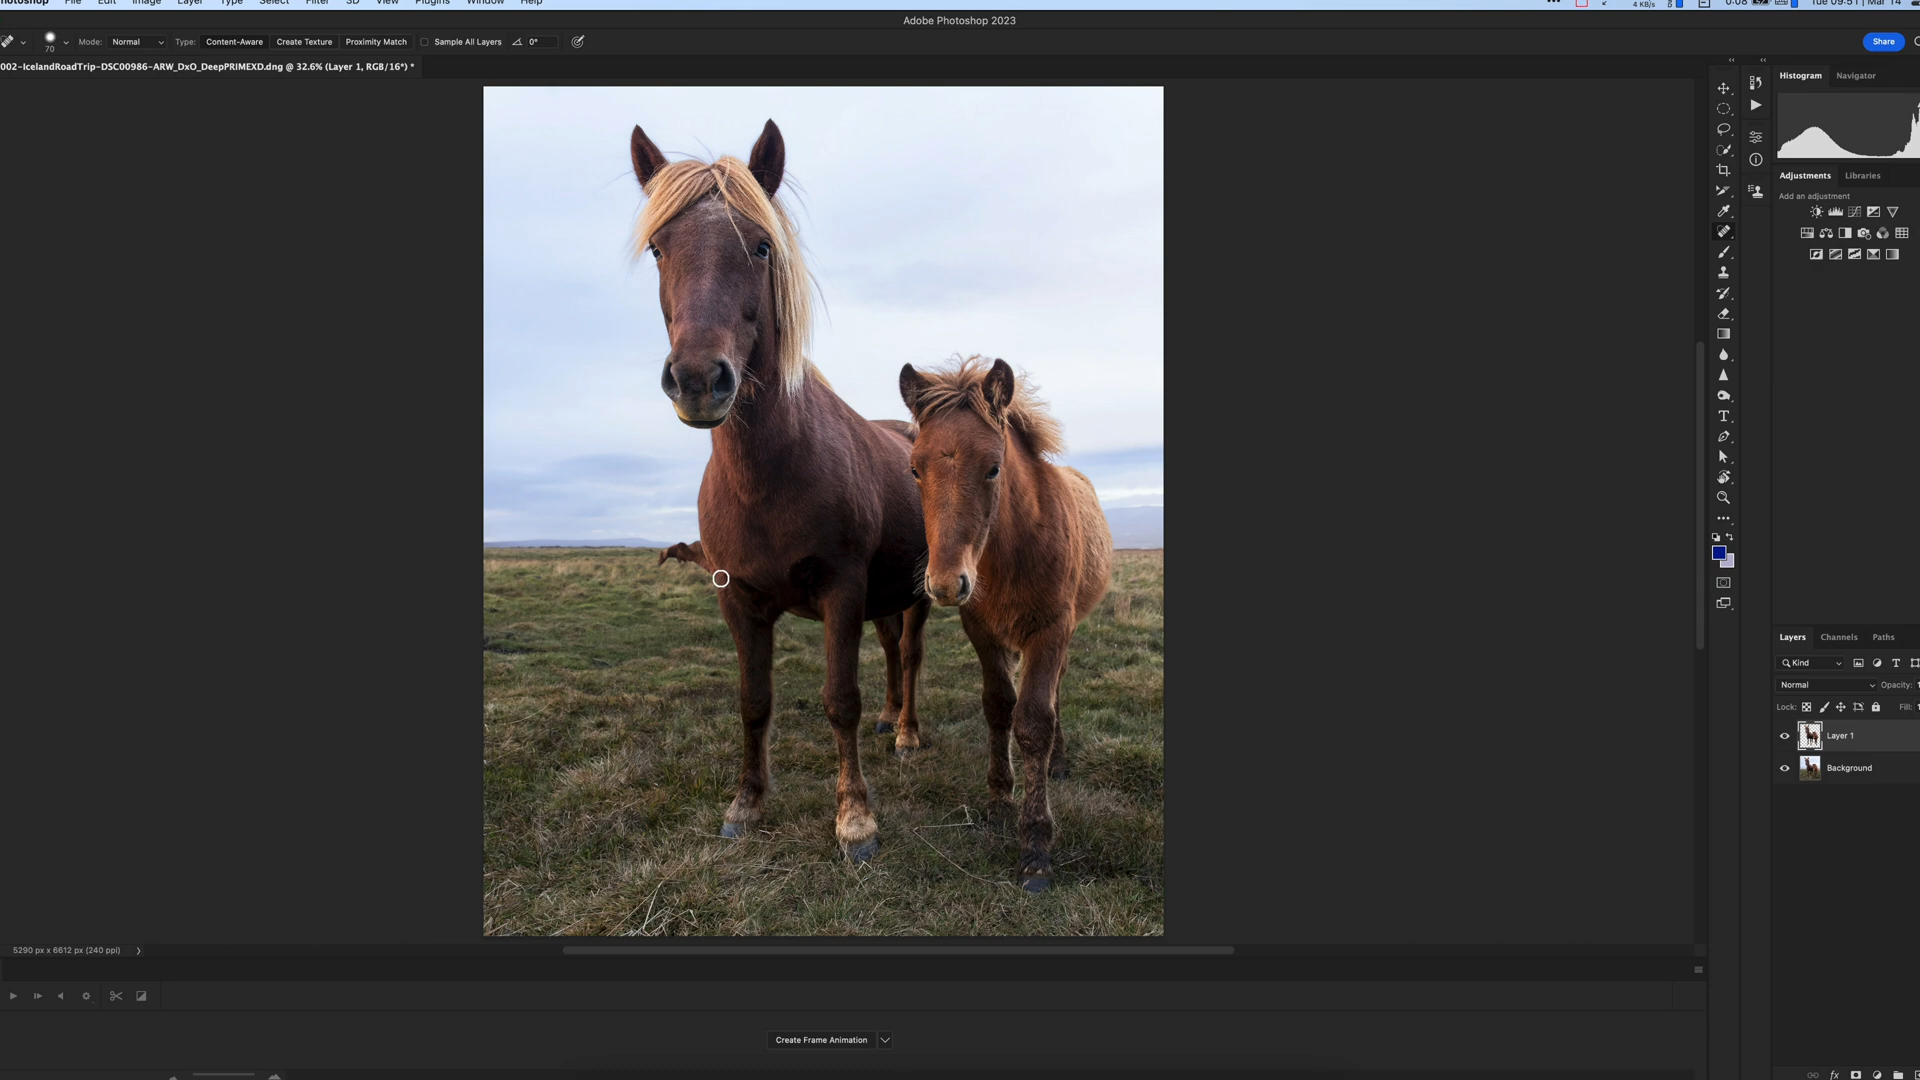 File Edit Image Layer Type Select Filter 3D View Plugins Window Help
4 KB/s 0:08 Tue 09:51 | Mar 14
Adobe Photoshop 2023
70 Mode: Normal Type: Content-Aware Create Texture Proximity Match Sample All Layers 0° Share
002-IcelandRoadTrip-DSC00986-ARW_DxO_DeepPRIMEXD.dng @ 32.6% (Layer 1, RGB/16*) *
Histogram Navigator
Adjustments Libraries
Add an adjustment
Layers Channels Paths
Kind
Normal Opacity:
Lock: Fill:
Layer 1
Background
5290 px x 6612 px (240 ppi)
Create Frame Animation